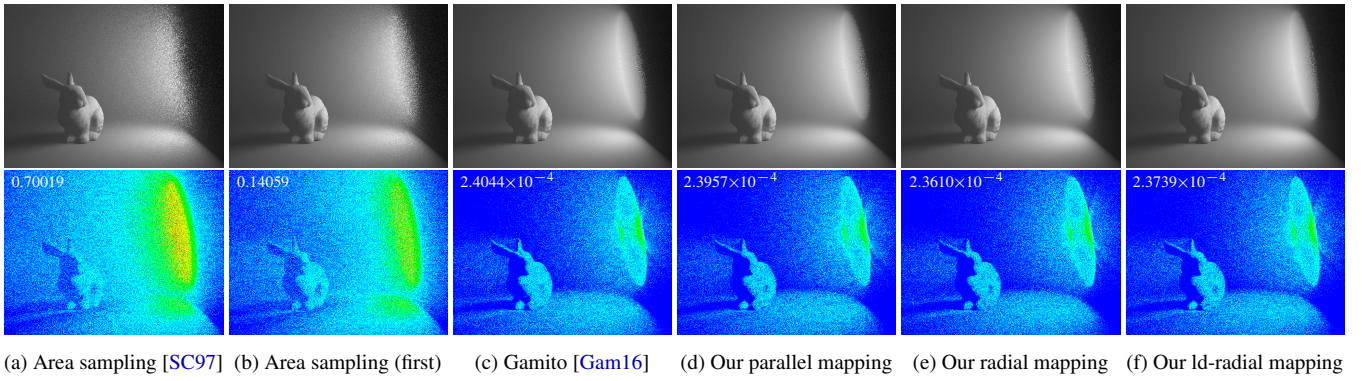 0.70019
0.14059
2.4044×10⁻⁴
2.3957×10⁻⁴
2.3610×10⁻⁴
2.3739×10⁻⁴
(a) Area sampling [SC97]
(b) Area sampling (first)
(c) Gamito [Gam16]
(d) Our parallel mapping
(e) Our radial mapping
(f) Our ld-radial mapping